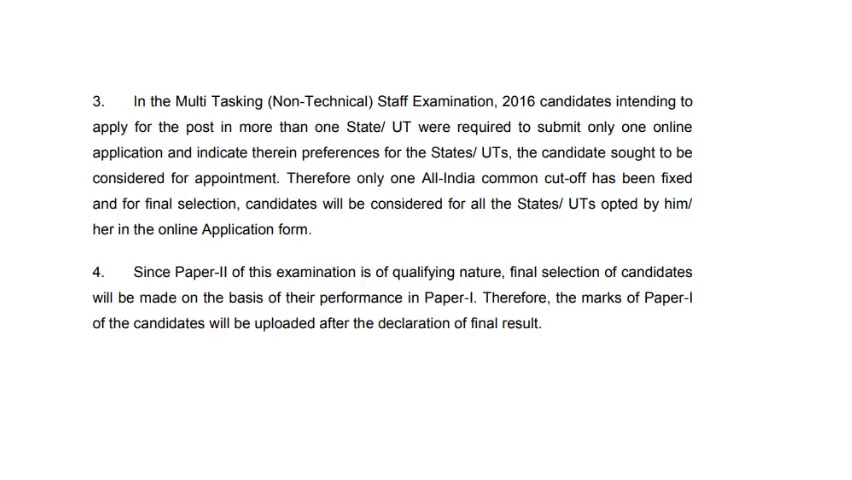 3. In the Multi Tasking (Non-Technical) Staff Examination, 2016 candidates intending to
apply for the post in more than one State/ UT were required to submit only one online
application and indicate therein preferences for the States/ UTs, the candidate sought to be
considered for appointment. Therefore only one All-India common cut-off has been fixed
and for final selection, candidates will be considered for all the States/ UTs opted by him/
her in the online Application form.
4. Since Paper-II of this examination is of qualifying nature, final selection of candidates
will be made on the basis of their performance in Paper-I. Therefore, the marks of Paper-I
of the candidates will be uploaded after the declaration of final result.